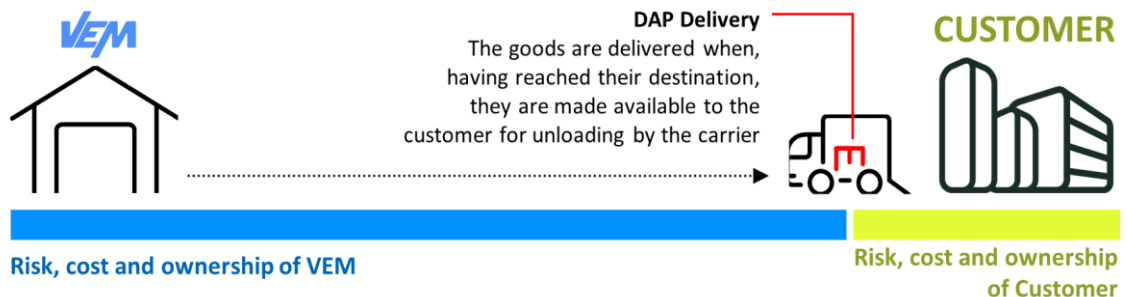 VEM
DAP Delivery
The goods are delivered when,
having reached their destination,
they are made available to the
customer for unloading by the carrier
CUSTOMER
Risk, cost and ownership of VEM
Risk, cost and ownership
of Customer